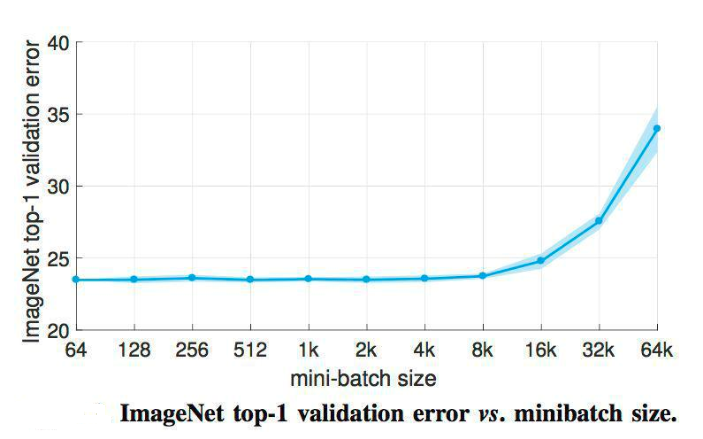 40
35
30
25
20
ImageNet top-1 validation error
64 128 256 512 1k 2k 4k 8k 16k 32k 64k
mini-batch size
ImageNet top-1 validation error vs. minibatch size.